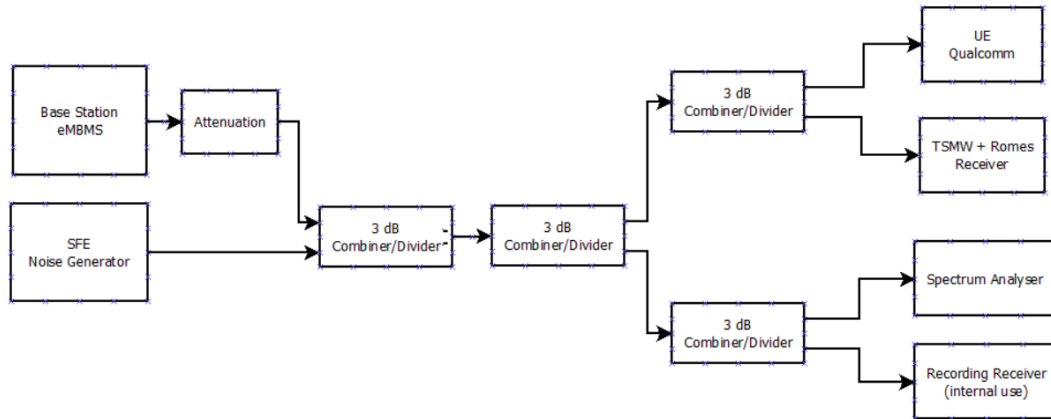 Base Station
eMBMS
Attenuation
SFE
Noise Generator
3 dB
Combiner/Divider
3 dB
Combiner/Divider
3 dB
Combiner/Divider
UE
Qualcomm
TSMW + Romes
Receiver
3 dB
Combiner/Divider
Spectrum Analyser
Recording Receiver
(internal use)